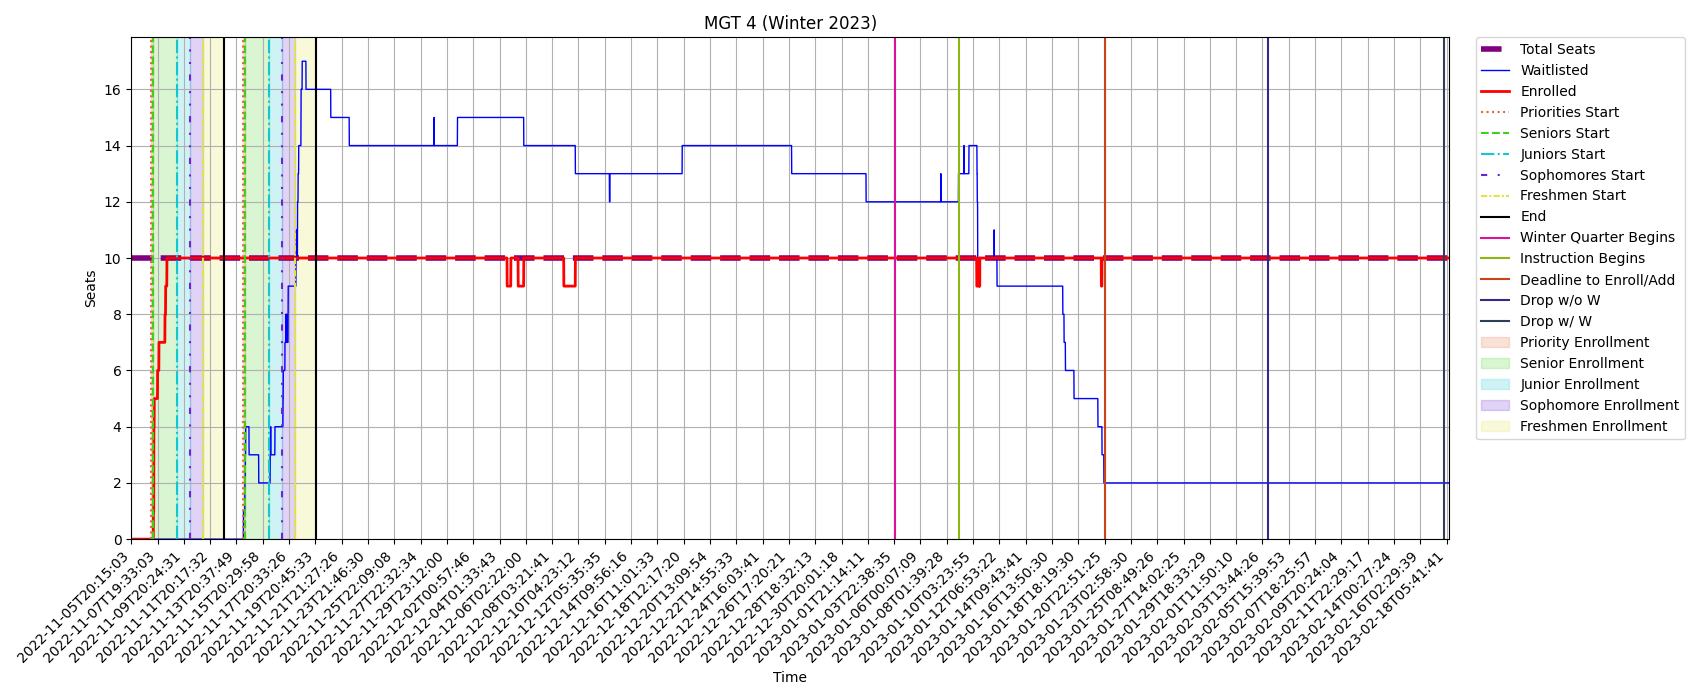 MGT 4 (Winter 2023)
Seats
16
14
12
10
8
6
4
2
0
2022-11-05T20:15:03
2022-11-07T19:33:03
2022-11-09T20:24:31
2022-11-11T20:17:32
2022-11-13T20:37:49
2022-11-15T20:29:58
2022-11-17T20:33:26
2022-11-19T20:45:33
2022-11-21T21:27:26
2022-11-23T21:46:30
2022-11-25T22:09:08
2022-11-27T22:32:34
2022-11-29T23:12:00
2022-12-02T00:57:46
2022-12-04T01:33:43
2022-12-06T02:22:00
2022-12-08T03:21:41
2022-12-10T04:23:12
2022-12-12T05:35:35
2022-12-14T09:56:16
2022-12-16T11:01:33
2022-12-18T12:17:20
2022-12-20T13:09:54
2022-12-22T14:55:33
2022-12-24T16:03:41
2022-12-26T17:20:21
2022-12-28T18:32:13
2022-12-30T20:01:18
2023-01-01T21:14:11
2023-01-03T22:38:35
2023-01-06T00:07:09
2023-01-08T01:39:28
2023-01-10T03:23:55
2023-01-12T06:53:22
2023-01-14T09:43:41
2023-01-16T13:50:30
2023-01-18T18:19:30
2023-01-20T22:51:25
2023-01-23T02:58:30
2023-01-25T08:49:26
2023-01-27T14:02:25
2023-01-29T18:33:29
2023-02-01T11:50:10
2023-02-03T13:44:26
2023-02-05T15:39:53
2023-02-07T18:25:57
2023-02-09T20:24:04
2023-02-11T22:29:17
2023-02-14T00:27:24
2023-02-16T02:29:39
2023-02-18T05:41:41
Time
Total Seats
Waitlisted
Enrolled
Priorities Start
Seniors Start
Juniors Start
Sophomores Start
Freshmen Start
End
Winter Quarter Begins
Instruction Begins
Deadline to Enroll/Add
Drop w/o W
Drop w/ W
Priority Enrollment
Senior Enrollment
Junior Enrollment
Sophomore Enrollment
Freshmen Enrollment